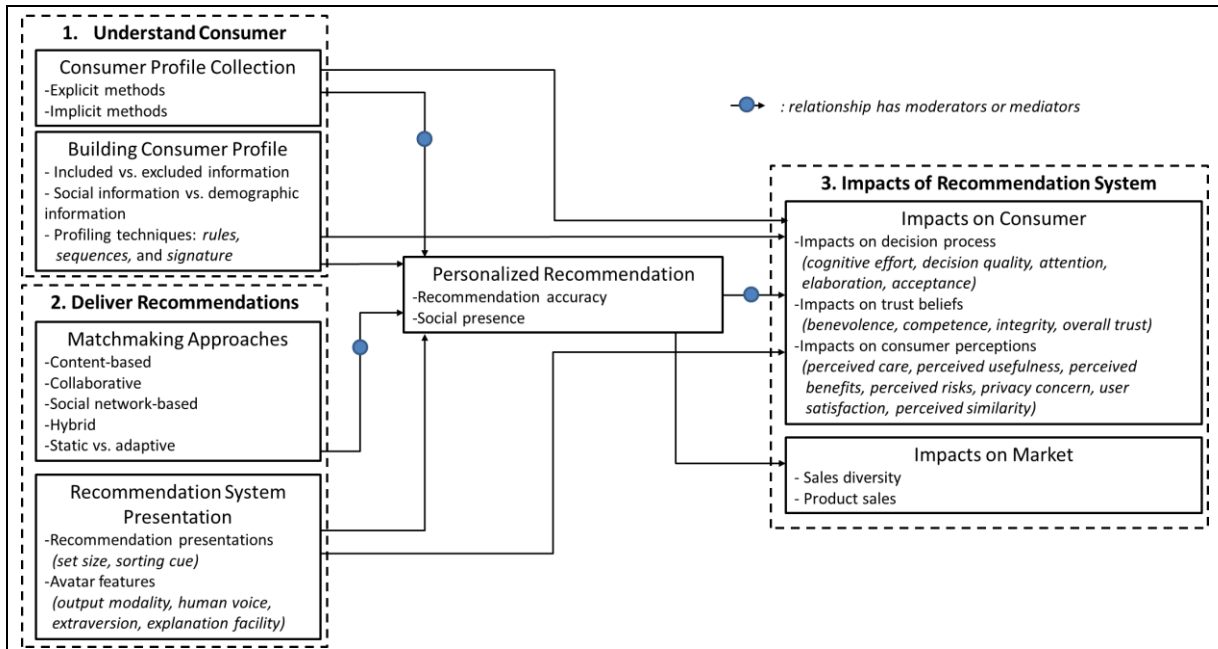 1. Understand Consumer
Consumer Profile Collection
-Explicit methods
-Implicit methods
Building Consumer Profile
- Included vs. excluded information
- Social information vs. demographic
information
- Profiling techniques: rules,
sequences, and signature
2. Deliver Recommendations
Matchmaking Approaches
-Content-based
-Collaborative
-Social network-based
-Hybrid
-Static vs. adaptive
Recommendation System
Presentation
-Recommendation presentations
(set size, sorting cue)
-Avatar features
(output modality, human voice,
extraversion, explanation facility)
Personalized Recommendation
-Recommendation accuracy
-Social presence
: relationship has moderators or mediators
3. Impacts of Recommendation System
Impacts on Consumer
-Impacts on decision process
(cognitive effort, decision quality, attention,
elaboration, acceptance)
-Impacts on trust beliefs
(benevolence, competence, integrity, overall trust)
-Impacts on consumer perceptions
(perceived care, perceived usefulness, perceived
benefits, perceived risks, privacy concern, user
satisfaction, perceived similarity)
Impacts on Market
- Sales diversity
- Product sales